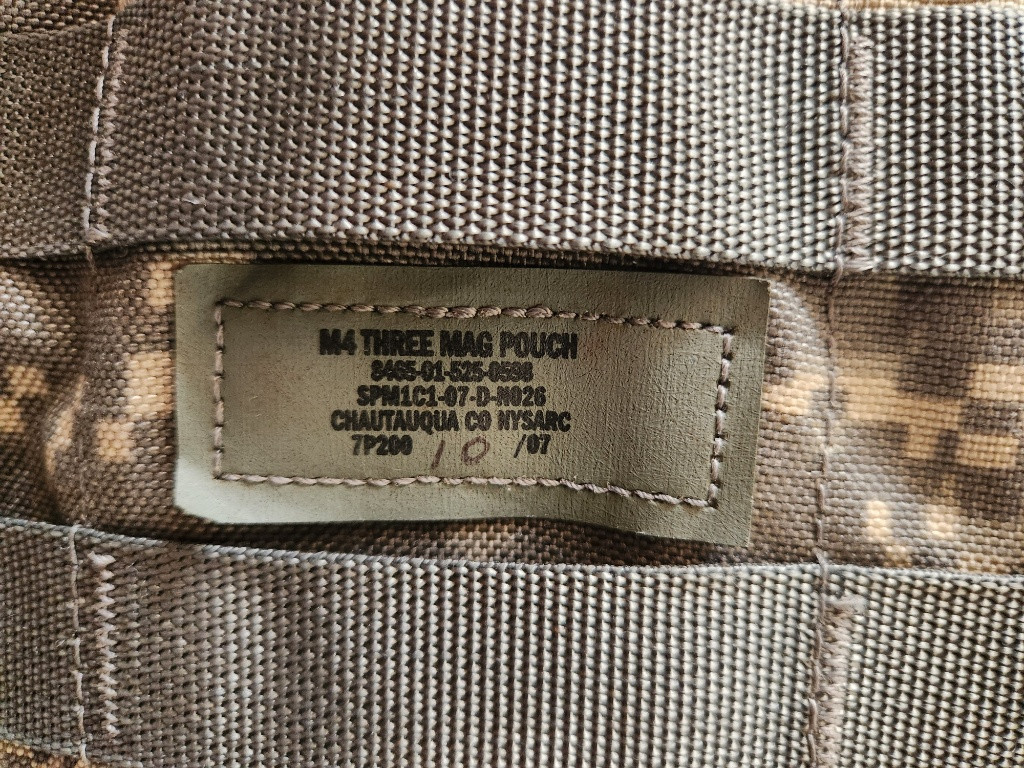 M4 THREE MAG POUCH
8465-01-525-0598
SPM1C1-07-D-N026
CHAUTAUQUA CO NYSARC
7P200 10 /07